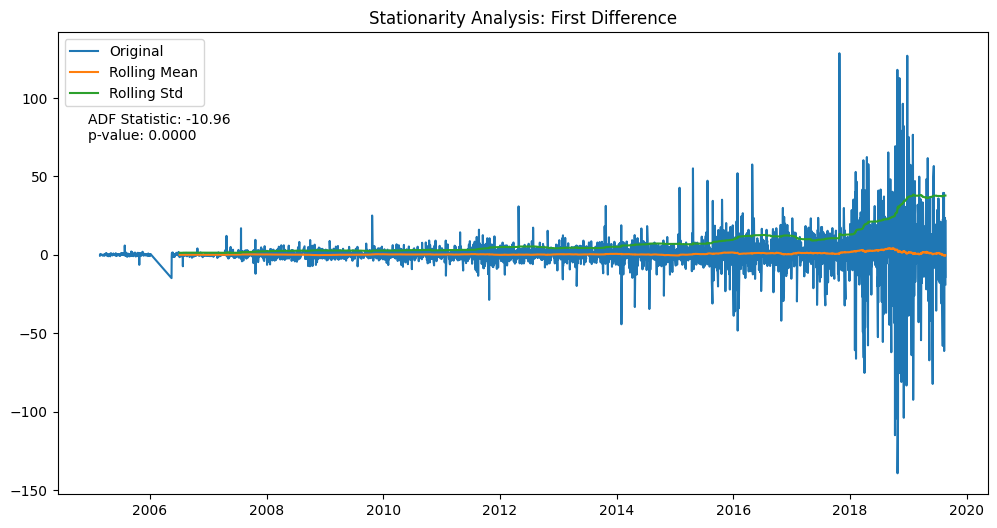 Stationarity Analysis: First Difference
Original
Rolling Mean
Rolling Std
ADF Statistic: -10.96
p-value: 0.0000
100
50
0
−50
−100
−150
2006
2008
2010
2012
2014
2016
2018
2020